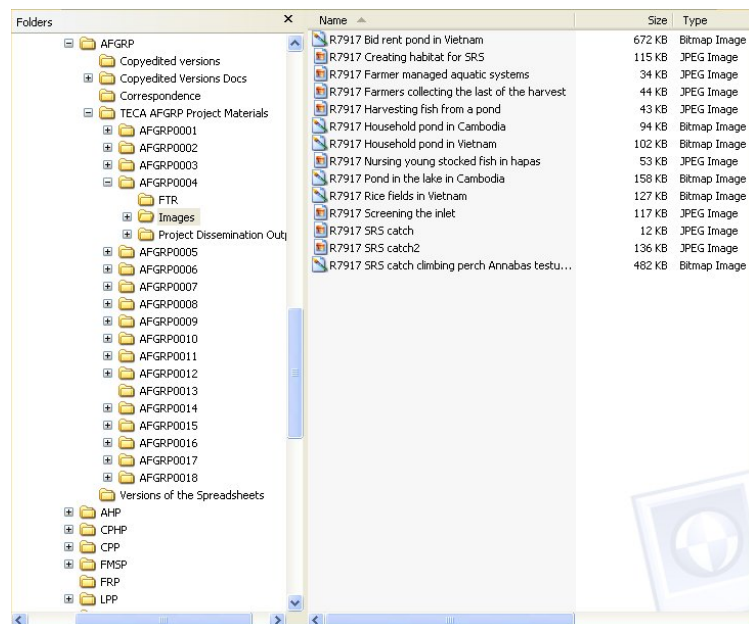 Folders
AFGRP
Copyedited versions
Copyedited Versions Docs
Correspondence
TECA AFGRP Project Materials
AFGRP0001
AFGRP0002
AFGRP0003
AFGRP0004
FTR
Images
Project Dissemination Outp
AFGRP0005
AFGRP0006
AFGRP0007
AFGRP0008
AFGRP0009
AFGRP0010
AFGRP0011
AFGRP0012
AFGRP0013
AFGRP0014
AFGRP0015
AFGRP0016
AFGRP0017
AFGRP0018
Versions of the Spreadsheets
AHP
CPHP
CPP
FMSP
FRP
LPP
Name Size Type
R7917 Bid rent pond in Vietnam 672 KB Bitmap Image
R7917 Creating habitat for SRS 115 KB JPEG Image
R7917 Farmer managed aquatic systems 34 KB JPEG Image
R7917 Farmers collecting the last of the harvest 44 KB JPEG Image
R7917 Harvesting fish from a pond 43 KB JPEG Image
R7917 Household pond in Cambodia 94 KB Bitmap Image
R7917 Household pond in Vietnam 102 KB Bitmap Image
R7917 Nursing young stocked fish in hapas 53 KB JPEG Image
R7917 Pond in the lake in Cambodia 158 KB Bitmap Image
R7917 Rice fields in Vietnam 127 KB Bitmap Image
R7917 Screening the inlet 117 KB JPEG Image
R7917 SRS catch 12 KB JPEG Image
R7917 SRS catch2 136 KB JPEG Image
R7917 SRS catch climbing perch Annabas testu... 482 KB Bitmap Image